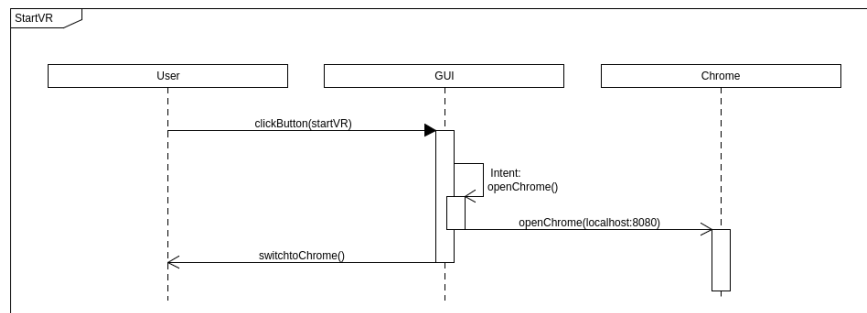 StartVR
User
GUI
Chrome
clickButton(startVR)
Intent:
openChrome()
openChrome(localhost:8080)
switchtoChrome()